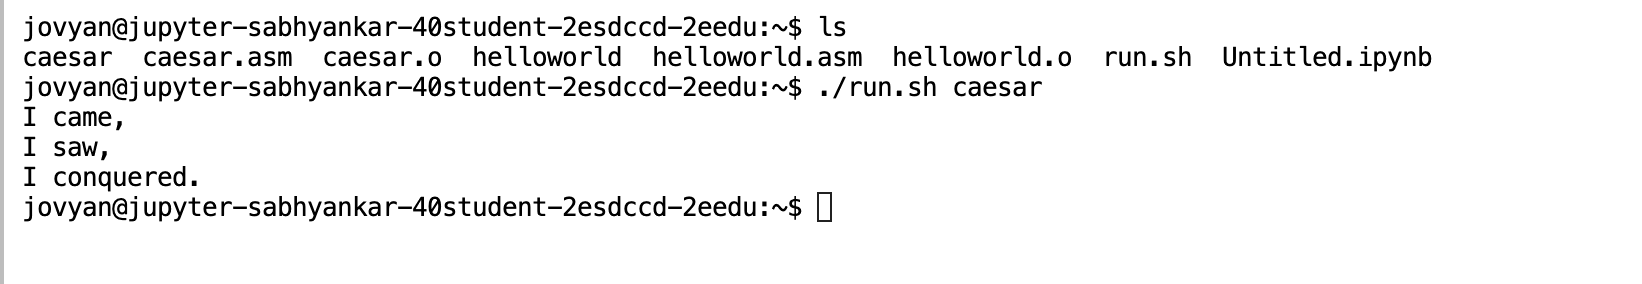 jovyan@jupyter-sabhyankar-40student-2esdccd-2eedu:~$ ls
caesar  caesar.asm  caesar.o  helloworld  helloworld.asm  helloworld.o  run.sh  Untitled.ipynb
jovyan@jupyter-sabhyankar-40student-2esdccd-2eedu:~$ ./run.sh caesar
I came,
I saw,
I conquered.
jovyan@jupyter-sabhyankar-40student-2esdccd-2eedu:~$